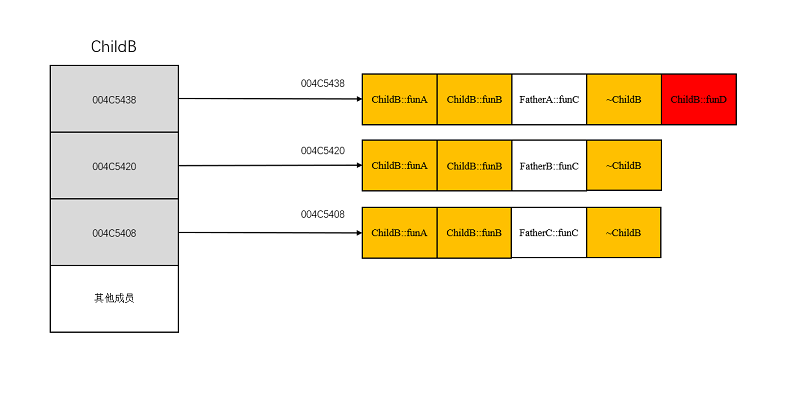 ChildB
004C5438
004C5438
ChildB::funA
ChildB::funB
FatherA::funC
~ChildB
ChildB::funD
004C5420
004C5420
ChildB::funA
ChildB::funB
FatherB::funC
~ChildB
004C5408
004C5408
ChildB::funA
ChildB::funB
FatherC::funC
~ChildB
其他成员